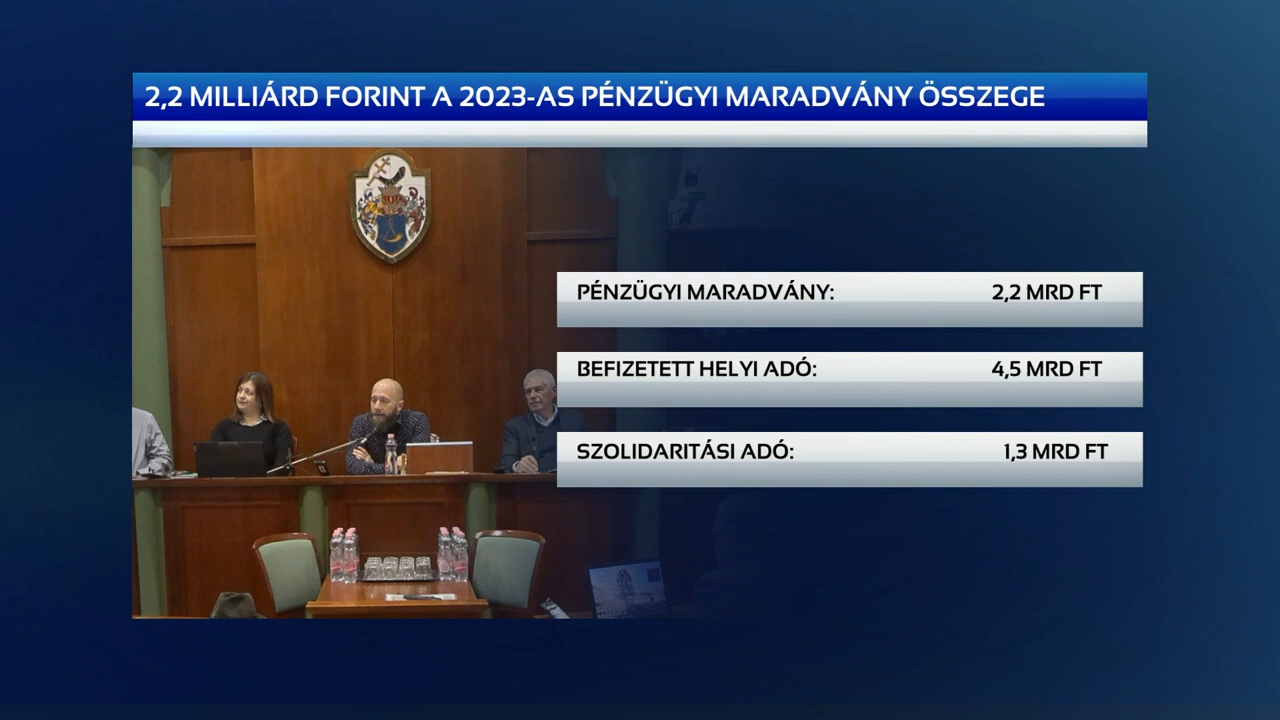 2,2 MILLIÁRD FORINT A 2023-AS PÉNZÜGYI MARADVÁNY ÖSSZEGE
PÉNZÜGYI MARADVÁNY: 2,2 MRD FT
BEFIZETETT HELYI ADÓ: 4,5 MRD FT
SZOLIDARITÁSI ADÓ: 1,3 MRD FT